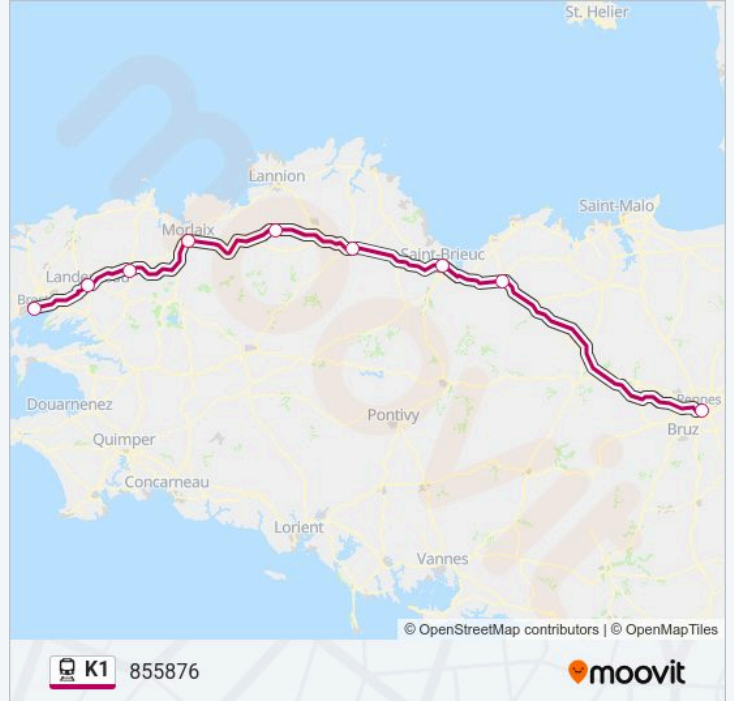 St. Helier
Lannion
Saint-Malo
Morlaix
Saint-Brieuc
Rennes
Douarnenez
Pontivy
Bruz
Quimper
Concarneau
Lorient
Vannes
© OpenStreetMap contributors | © OpenMapTiles
K1 855876
moovit